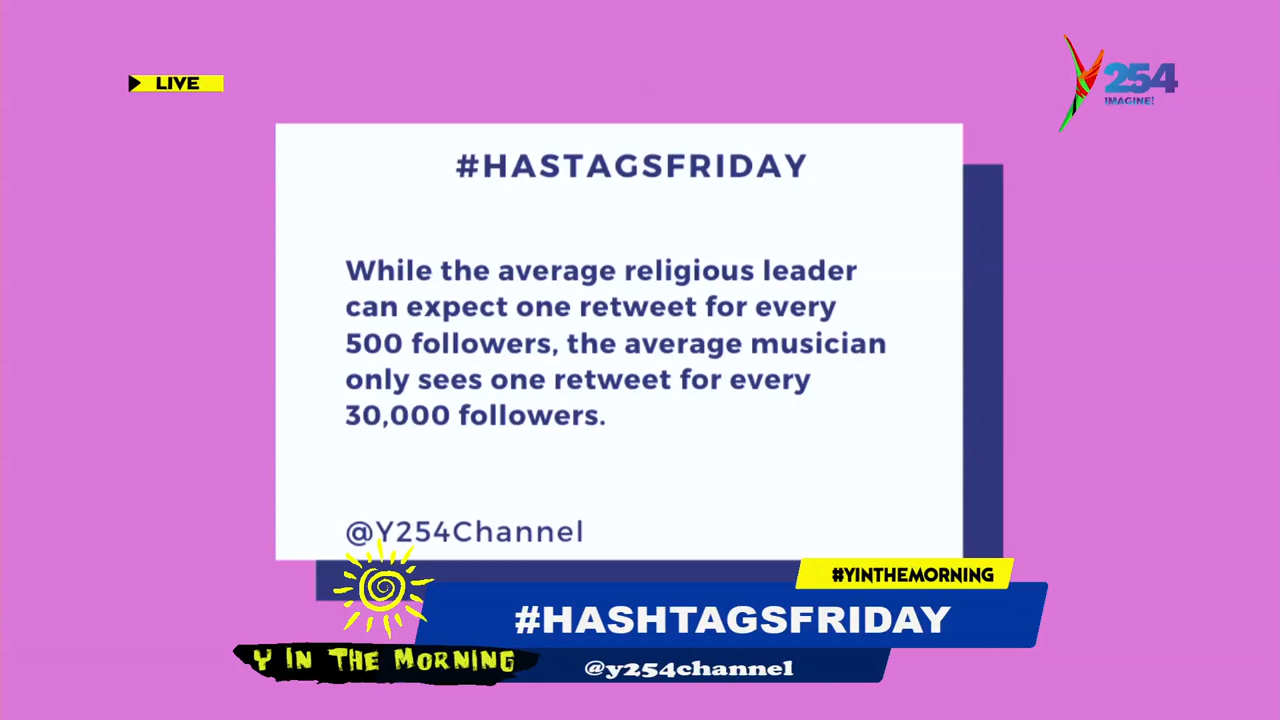 LIVE
254
IMAGINE!
#HASTAGSFRIDAY
While the average religious leader
can expect one retweet for every
500 followers, the average musician
only sees one retweet for every
30,000 followers.
@Y254Channel
#YINTHEMORNING
#HASHTAGSFRIDAY
Y IN THE MORNING
@y254channel